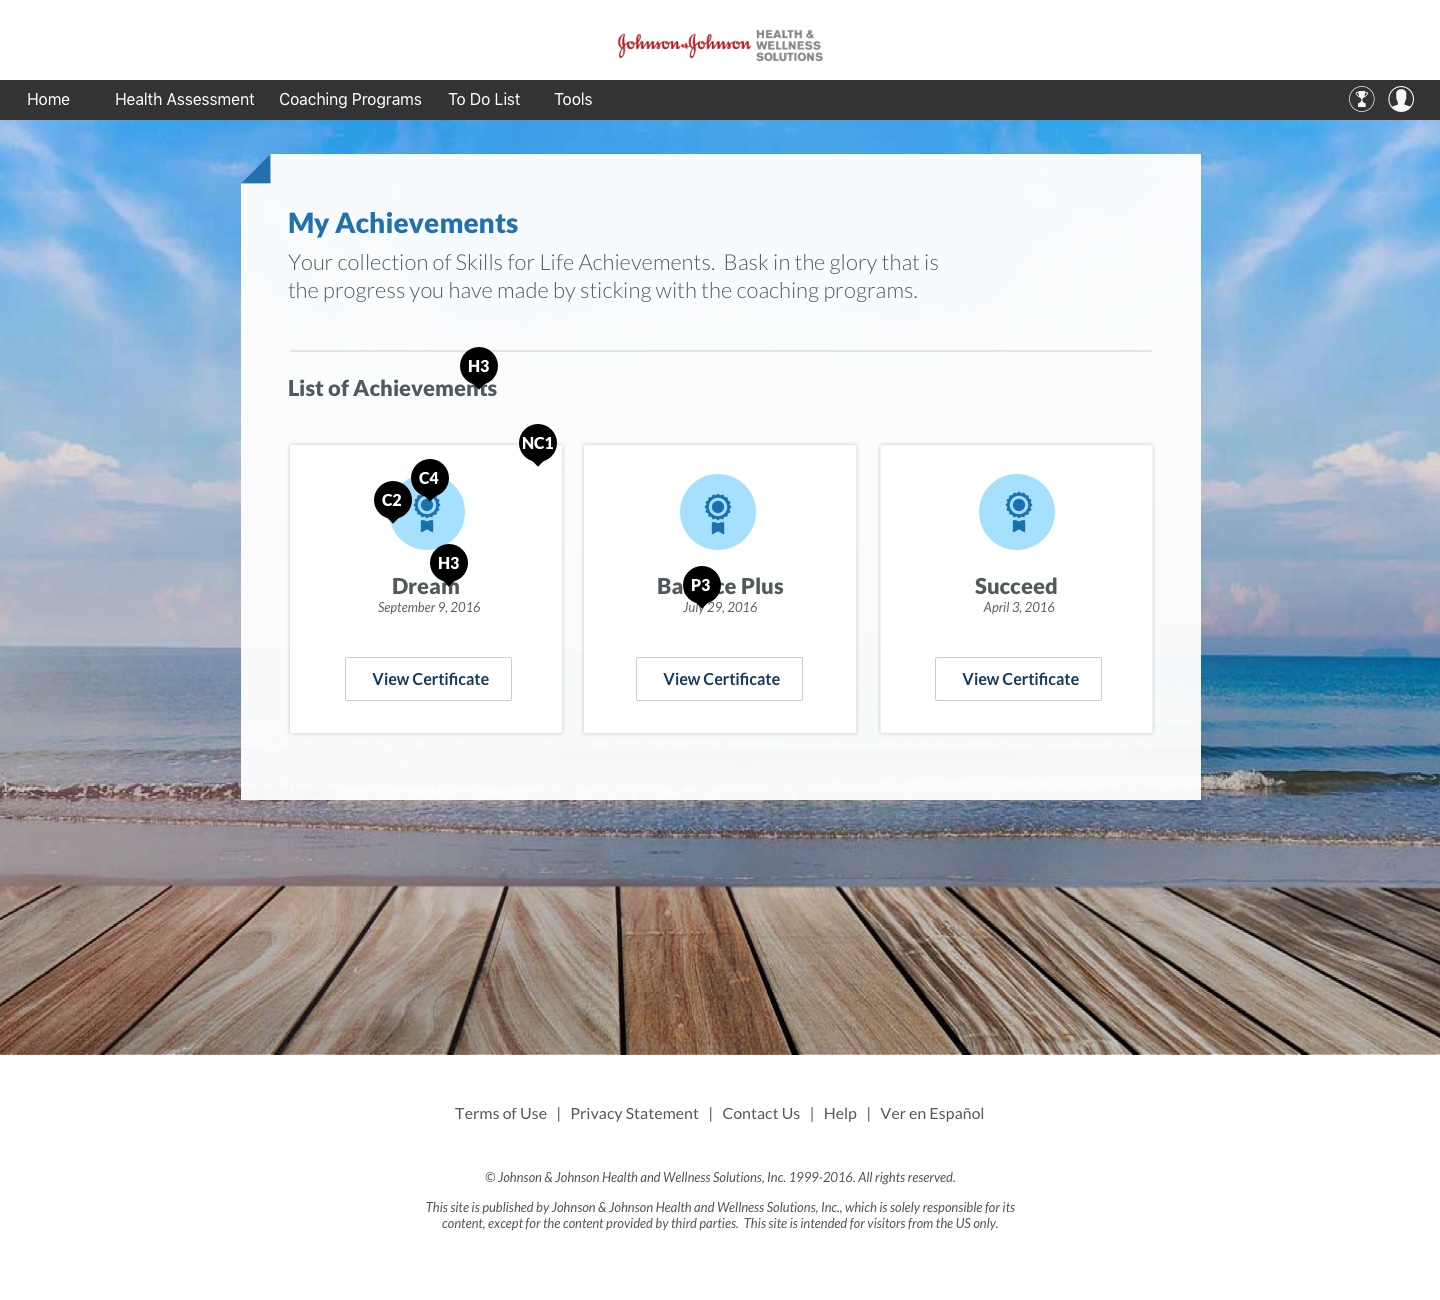 Johnson & Johnson HEALTH &
WELLNESS
SOLUTIONS
Home Health Assessment Coaching Programs To Do List Tools
My Achievements
Your collection of Skills for Life Achievements. Bask in the glory that is
the progress you have made by sticking with the coaching programs.
H3
List of Achievements
NC1
C4
C2
H3
P3
Dream
September 9, 2016
View Certificate
Plus
29, 2016
View Certificate
Succeed
April 3, 2016
View Certificate
Terms of Use | Privacy Statement | Contact Us | Help | Ver en Español
© Johnson & Johnson Health and Wellness Solutions, Inc. 1999-2016. All rights reserved.
This site is published by Johnson & Johnson Health and Wellness Solutions, Inc., which is solely responsible for its
content, except for the content provided by third parties. This site is intended for visitors from the US only.